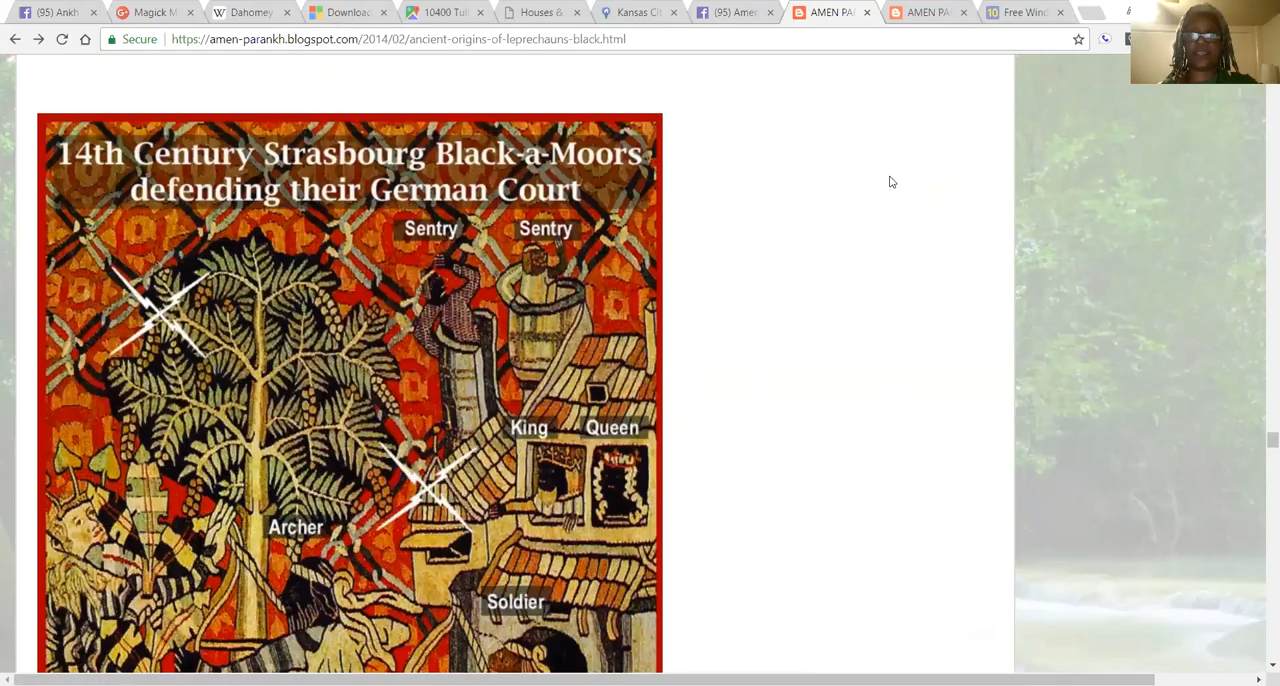 (95) Ankh
Magick M
Dahomey
Download
10400 Tul
Houses &
Kansas Cit
(95) Amer
AMEN PA
AMEN PA
Free Wind
Secure
https://amen-parankh.blogspot.com/2014/02/ancient-origins-of-leprechauns-black.html
14th Century Strasbourg Black-a-Moors
defending their German Court
Sentry
Sentry
King
Queen
Archer
Soldier